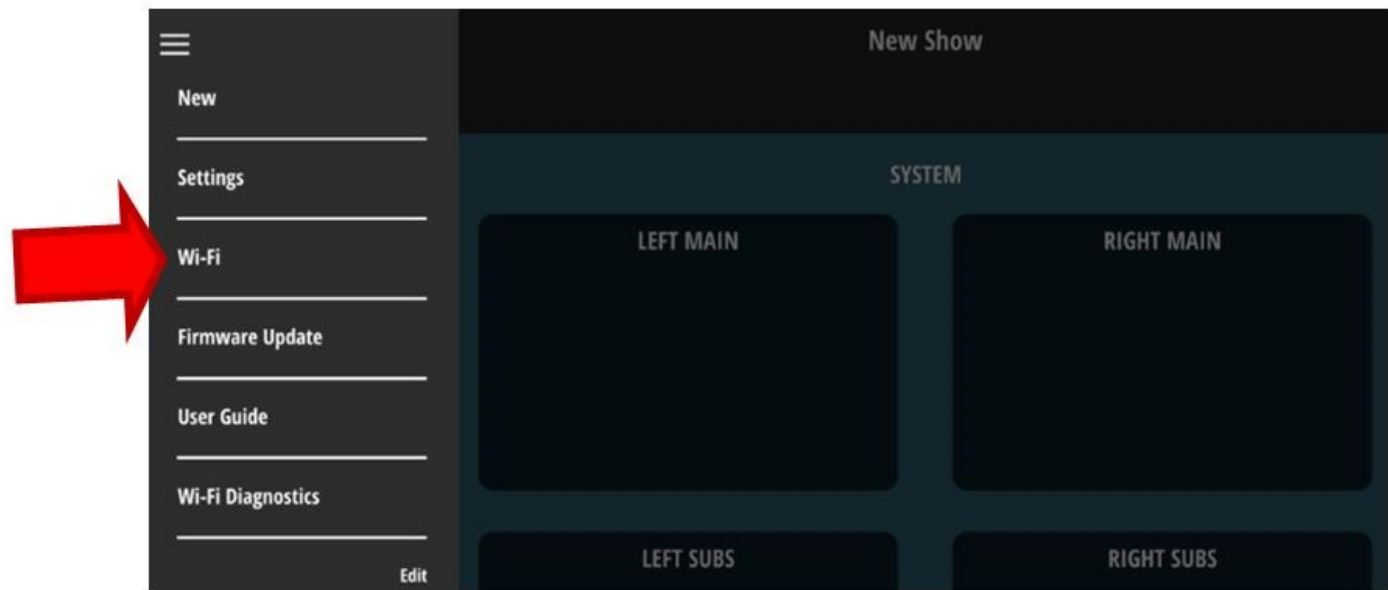 New Show
New
Settings
SYSTEM
LEFT MAIN
RIGHT MAIN
Wi-Fi
Firmware Update
User Guide
Wi-Fi Diagnostics
LEFT SUBS
RIGHT SUBS
Edit